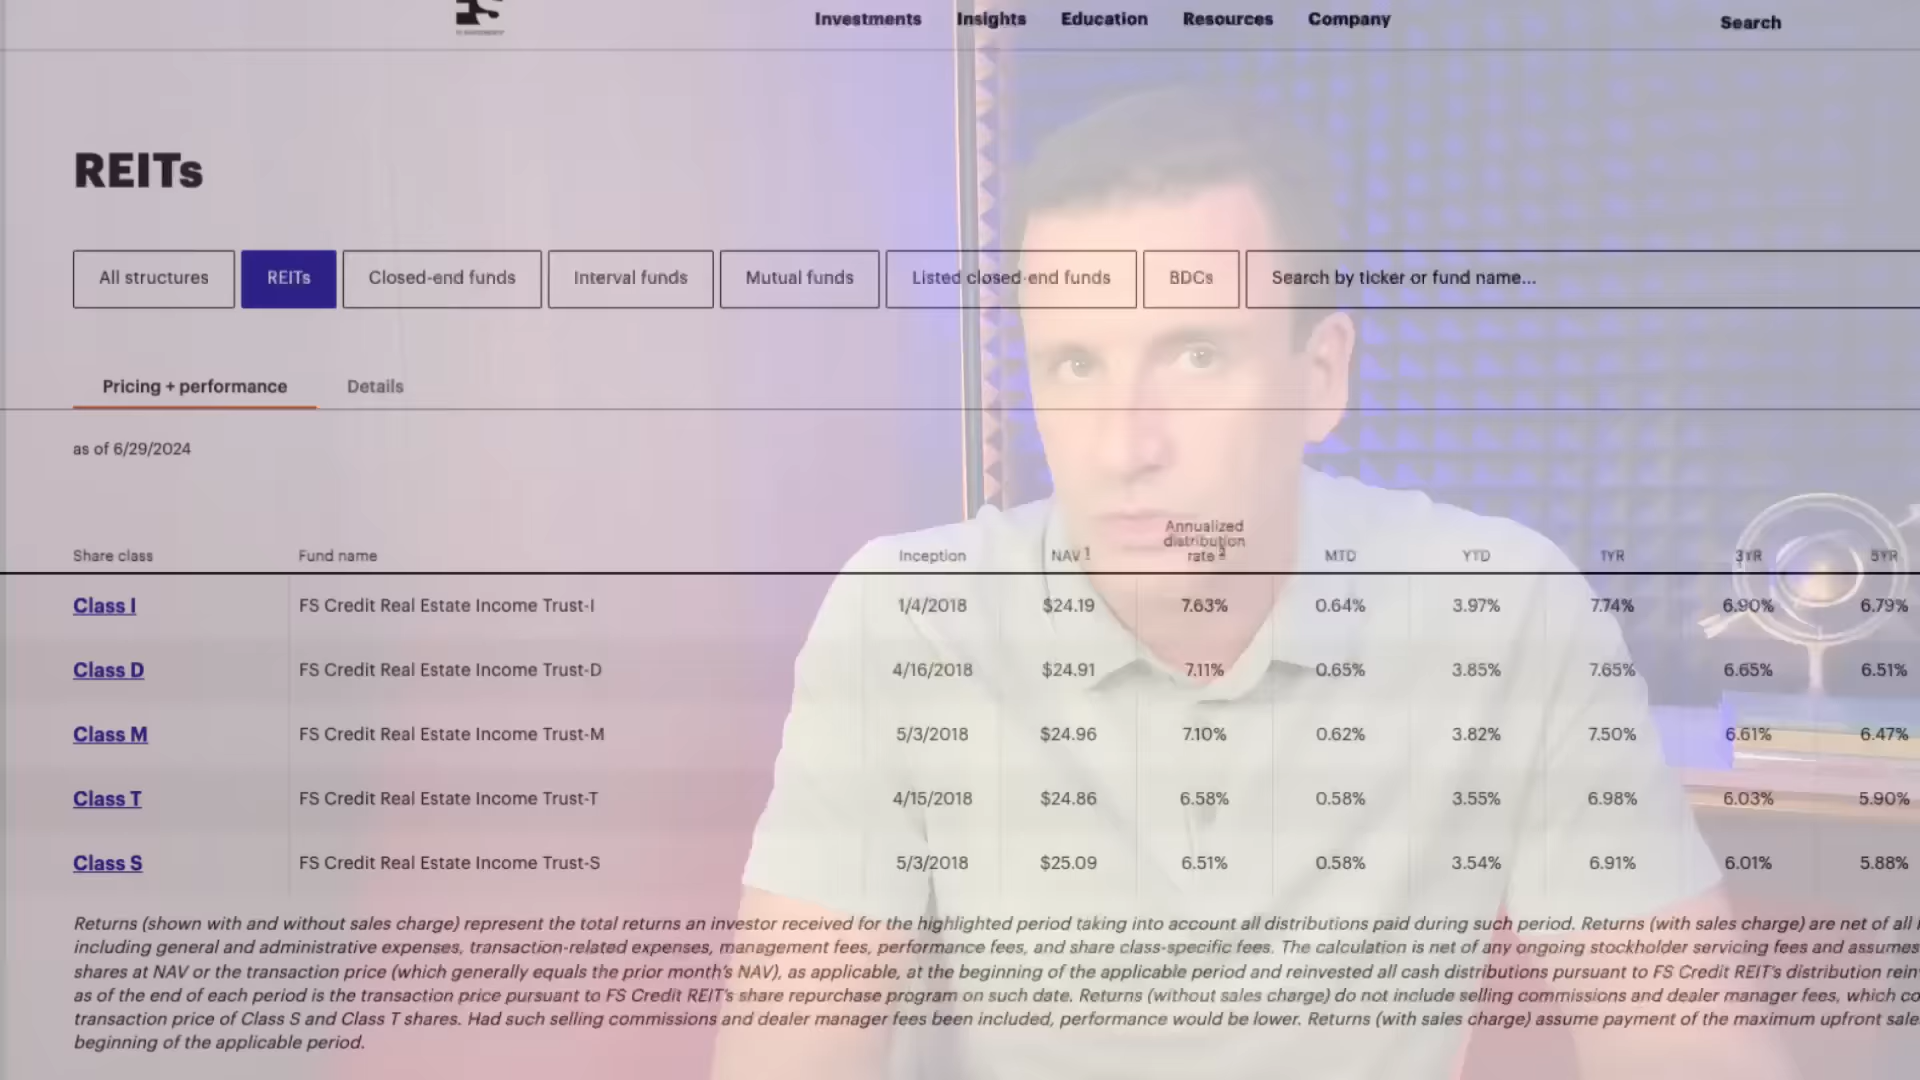 FS
Investments Insights Education Resources Company Search
REITs
All structures REITs Closed-end funds Interval funds Mutual funds Listed closed-end funds BDCs Search by ticker or fund name...
Pricing + performance Details
as of 6/29/2024
Share class Fund name Inception NAV 1 Annualized distribution rate 2 MTD YTD 1YR 3YR 5YR
Class I FS Credit Real Estate Income Trust-I 1/4/2018 $24.19 7.63% 0.64% 3.97% 7.74% 6.90% 6.79%
Class D FS Credit Real Estate Income Trust-D 4/16/2018 $24.91 7.11% 0.65% 3.85% 7.65% 6.65% 6.51%
Class M FS Credit Real Estate Income Trust-M 5/3/2018 $24.96 7.10% 0.62% 3.82% 7.50% 6.61% 6.47%
Class T FS Credit Real Estate Income Trust-T 4/15/2018 $24.86 6.58% 0.58% 3.55% 6.98% 6.03% 5.90%
Class S FS Credit Real Estate Income Trust-S 5/3/2018 $25.09 6.51% 0.58% 3.54% 6.91% 6.01% 5.88%
Returns (shown with and without sales charge) represent the total returns an investor received for the highlighted period taking into account all distributions paid during such period. Returns (with sales charge) are net of all
including general and administrative expenses, transaction-related expenses, management fees, performance fees, and share class-specific fees. The calculation is net of any ongoing stockholder servicing fees and assumes
shares at NAV or the transaction price (which generally equals the prior month's NAV), as applicable, at the beginning of the applicable period and reinvested all cash distributions pursuant to FS Credit REIT's distribution
as of the end of each period is the transaction price pursuant to FS Credit REIT's share repurchase program on such date. Returns (without sales charge) do not include selling commissions and dealer manager fees, which
transaction price of Class S and Class T shares. Had such selling commissions and dealer manager fees been included, performance would be lower. Returns (with sales charge) assume payment of the maximum upfront
beginning of the applicable period.